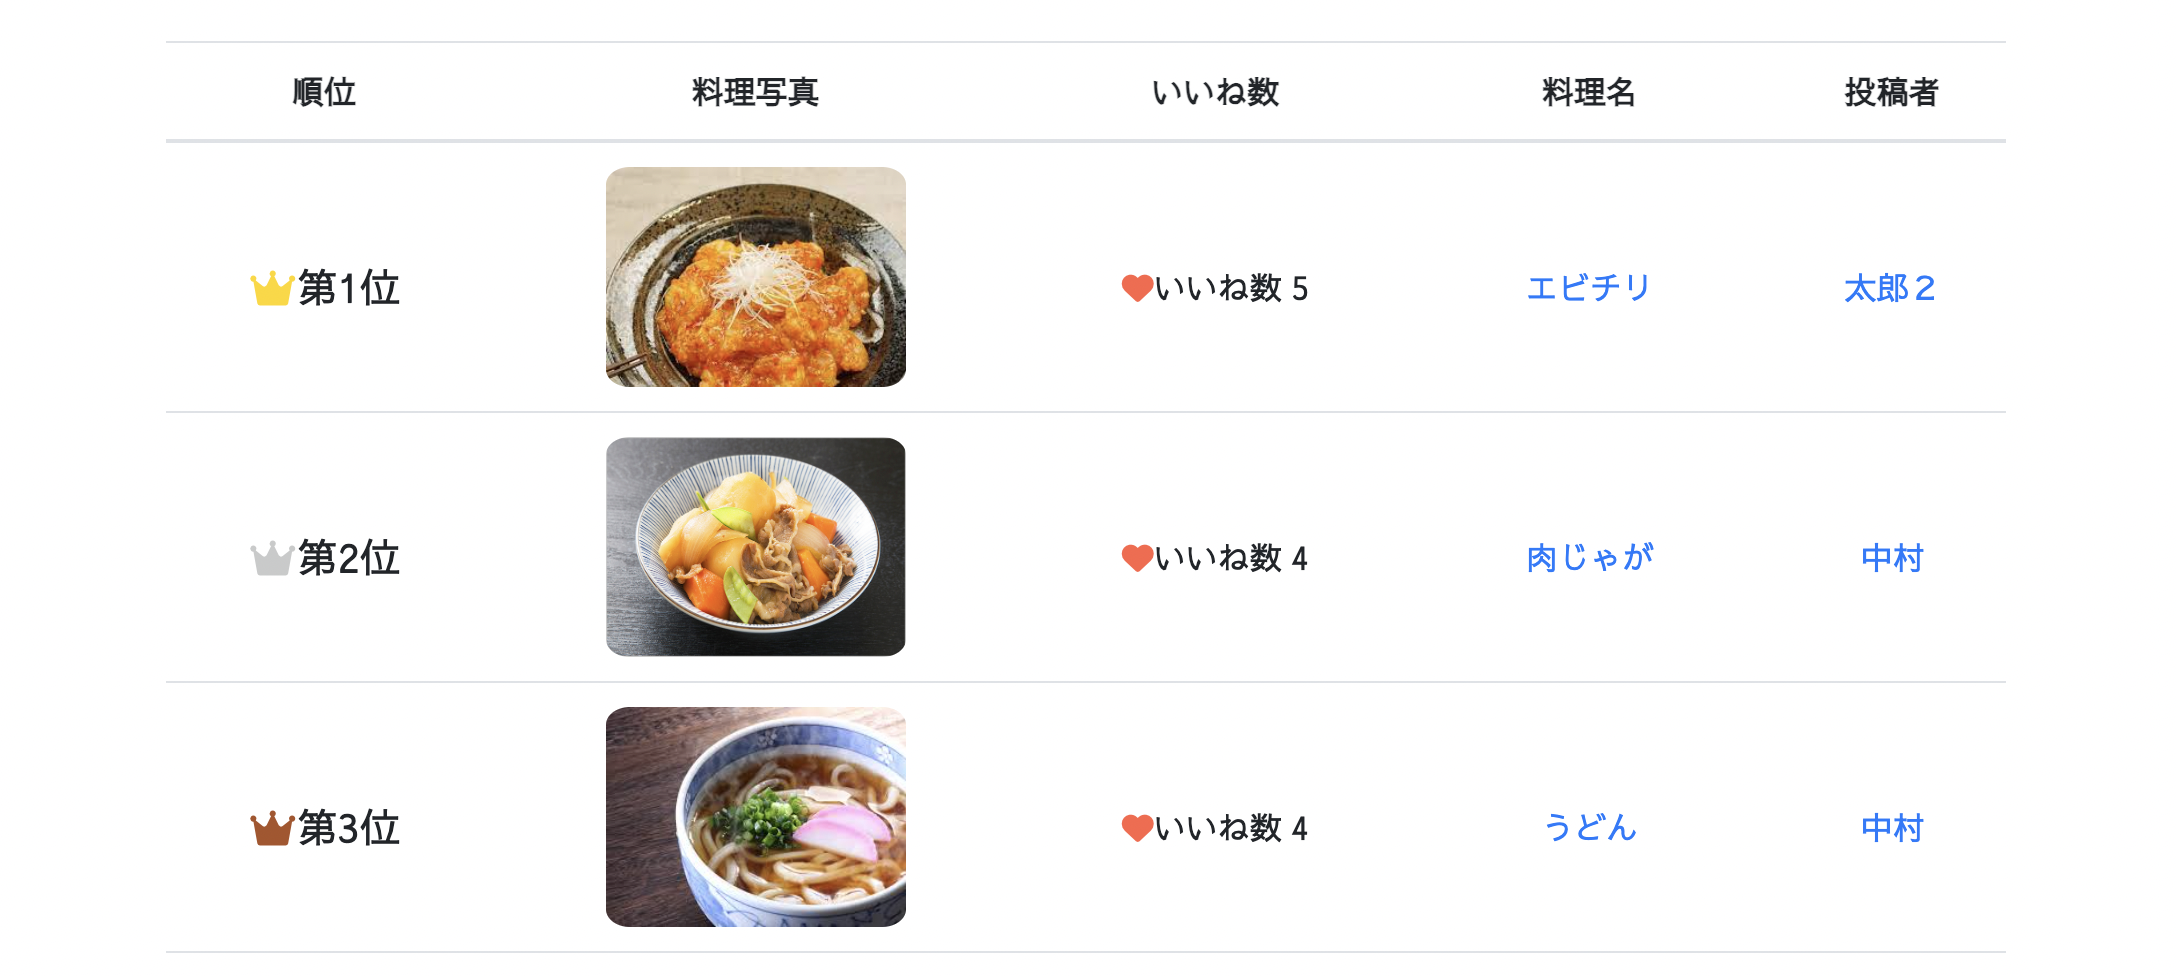 順位 料理写真 いいね数 料理名 投稿者
第1位 いいね数 5 エビチリ 太郎２
第2位 いいね数 4 肉じゃが 中村
第3位 いいね数 4 うどん 中村